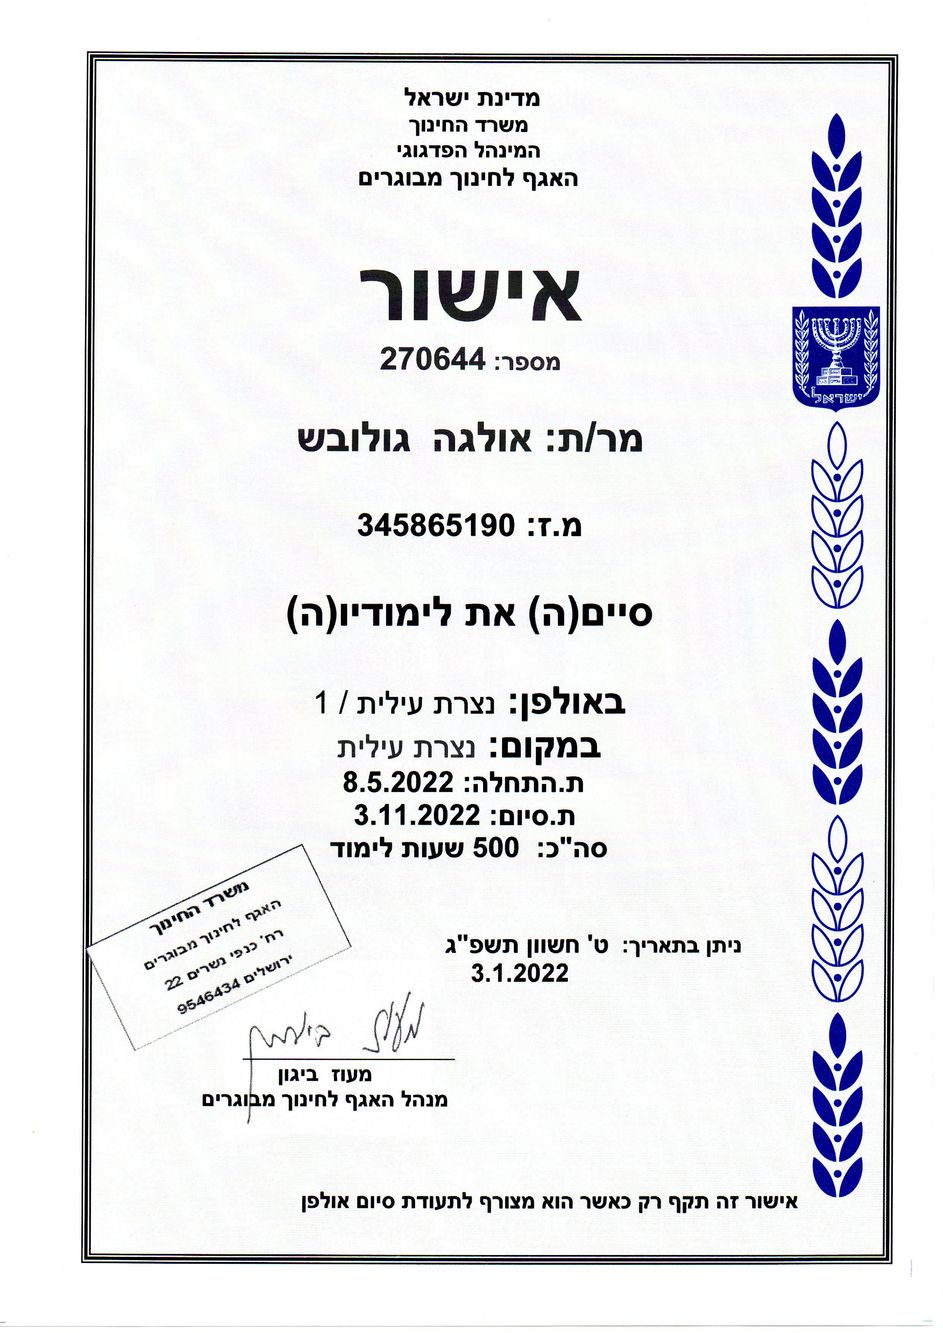 מדינת ישראל
משרד החינוך
המינהל הפדגוגי
האגף לחינוך מבוגרים
אישור
מספר: 270644
ישראל
מר/ת: אולגה גולובש
מ.ז: 345865190
סיים(ה) את לימודיו(ה)
באולפן: נצרת עילית / 1
במקום: נצרת עילית
ת.התחלה: 8.5.2022
ת.סיום: 3.11.2022
סה"כ: 500 שעות לימוד
משרד החינוך
האגף לחינוך מבוגרים
רח' כנפי נשרים 22
ירושלים 9546434
ניתן בתאריך: ט' חשוון תשפ"ג
3.1.2022
מעוז ביגון
מעוז ביגון
מנהל האגף לחינוך מבוגרים
אישור זה תקף רק כאשר הוא מצורף לתעודת סיום אולפן